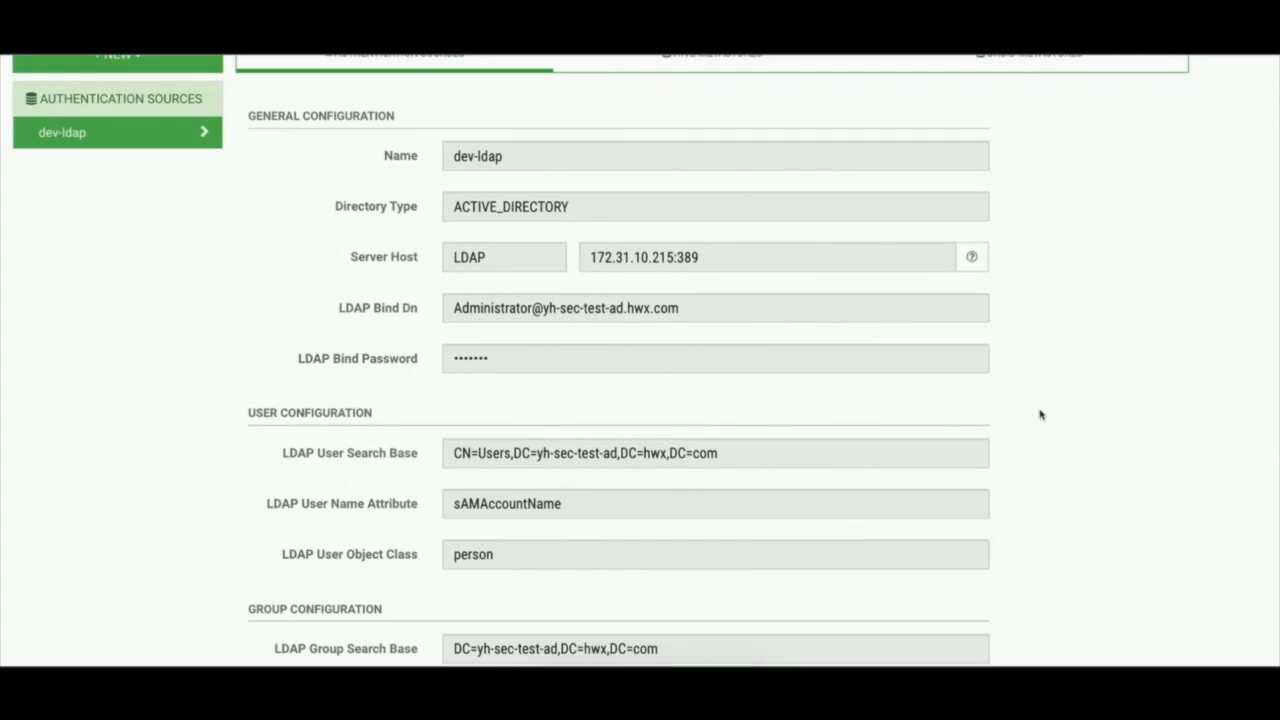 AUTHENTICATION SOURCES
dev-ldap
GENERAL CONFIGURATION
Name
dev-ldap
Directory Type
ACTIVE_DIRECTORY
Server Host
LDAP
172.31.10.215:389
LDAP Bind Dn
Administrator@yh-sec-test-ad.hwx.com
LDAP Bind Password
•••••••
USER CONFIGURATION
LDAP User Search Base
CN=Users,DC=yh-sec-test-ad,DC=hwx,DC=com
LDAP User Name Attribute
sAMAccountName
LDAP User Object Class
person
GROUP CONFIGURATION
LDAP Group Search Base
DC=yh-sec-test-ad,DC=hwx,DC=com